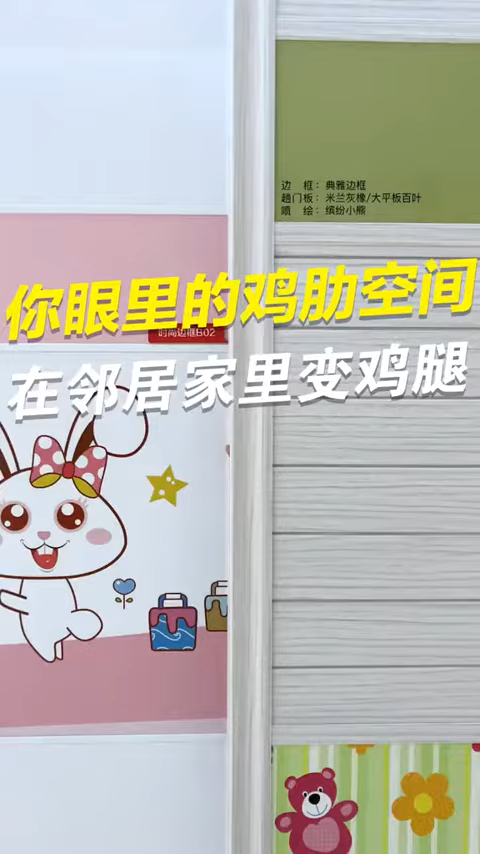 边　框：典雅边框
趟门板：米兰灰橡/大平板百叶
喷　绘：缤纷小熊
你眼里的鸡肋空间
时尚边框B02
在邻居家里变鸡腿